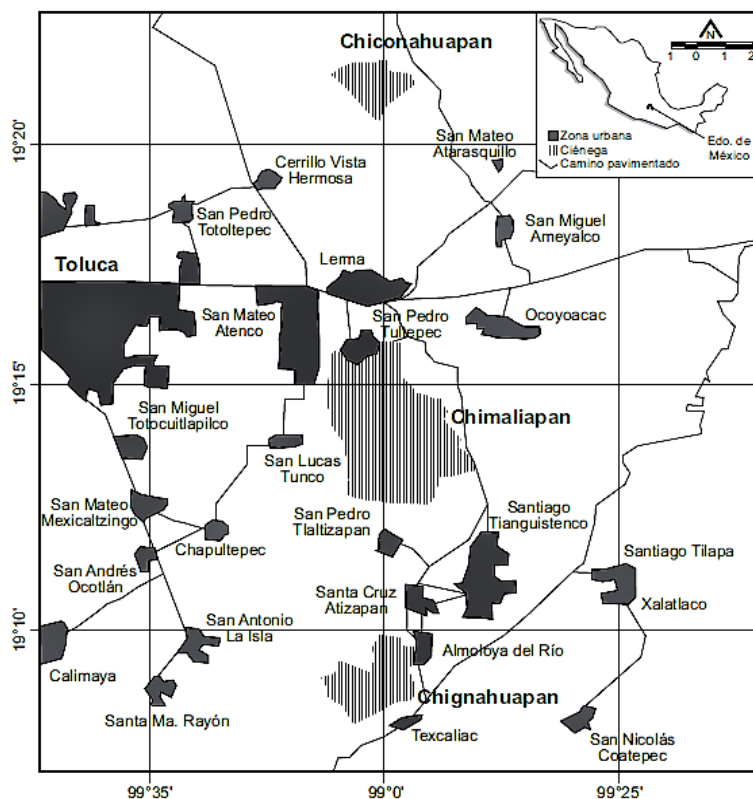 Chiconahuapan
N
1 0 1 2
Zona urbana
Ciénega
Camino pavimentado
Edo. de
México
19°20'
San Mateo
Atarasquillo
Cerrillo Vista
Hermosa
San Pedro
Totoltepec
San Miguel
Ameyalco
Toluca
Lerma
San Mateo
Atenco
San Pedro
Tultepec
Ocoyoacac
19°15'
San Miguel
Totocuitlapilco
Chimaliapan
San Lucas
Tunco
San Mateo
Mexicaltzingo
San Pedro
Tlaltizapan
Santiago
Tianguistenco
Chapultepec
San Andrés
Ocotlán
Santiago Tilapa
Santa Cruz
Atizapan
Xalatlaco
19°10'
San Antonio
La Isla
Almoloya del Río
Calimaya
Chignahuapan
Santa Ma. Rayón
Texcaliac
San Nicolás
Coatepec
99°35'
99°0'
99°25'